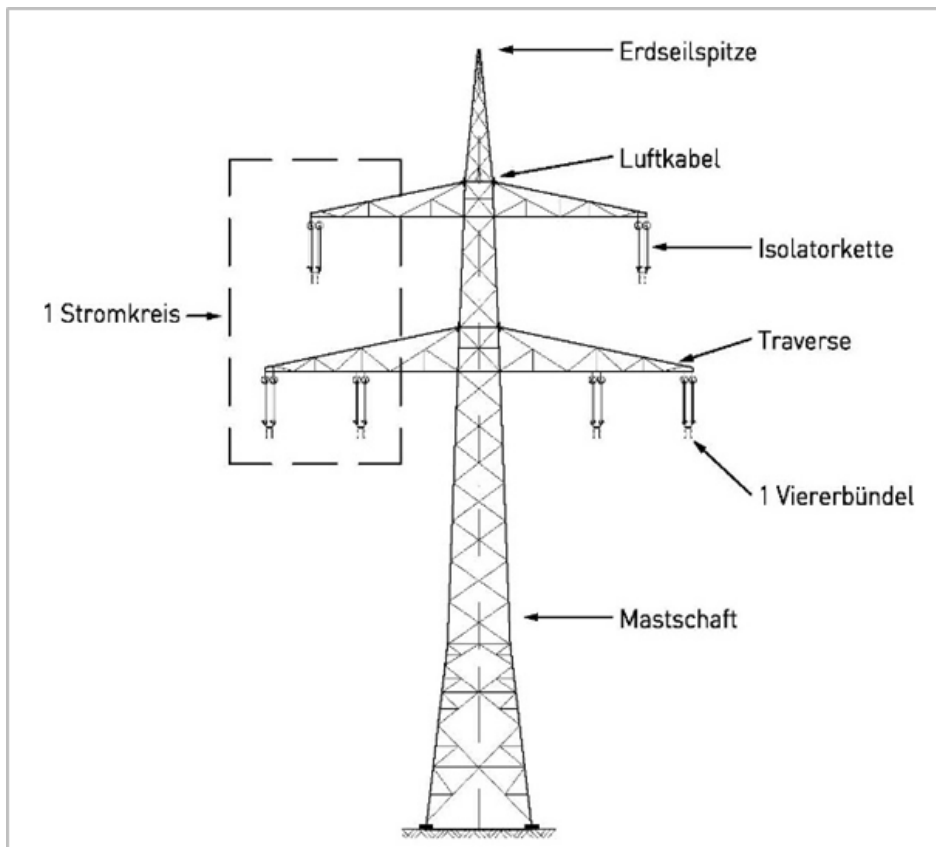 Erdseilspitze
Luftkabel
Isolatorkette
1 Stromkreis
Traverse
1 Viererbündel
Mastschaft